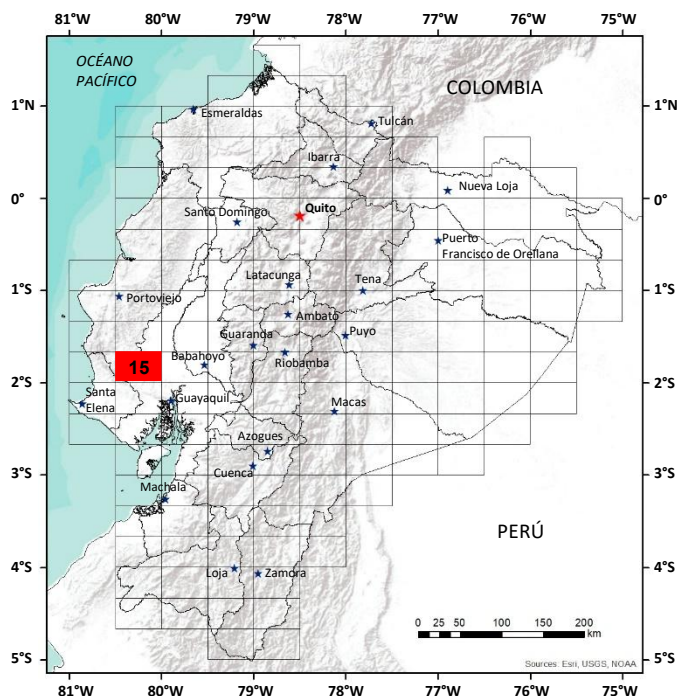 81°W 80°W 79°W 78°W 77°W 76°W 75°W
OCÉANO
PACÍFICO
COLOMBIA
1°N
Esmeraldas
Tulcán
Ibarra
Nueva Loja
0°
Santo Domingo
Quito
Puerto
Francisco de Orellana
Latacunga
Tena
1°S
Portoviejo
Ambato
Guaranda
Puyo
Babahoyo
Riobamba
15
2°S
Santa
Elena
Guayaquil
Macas
Azogues
3°S
Cuenca
Machala
PERÚ
4°S
Loja
Zamora
0 25 50 100 150 200
km
5°S
Sources: Esri, USGS, NOAA
81°W 80°W 79°W 78°W 77°W 76°W 75°W
1°N
0°
1°S
2°S
3°S
4°S
5°S